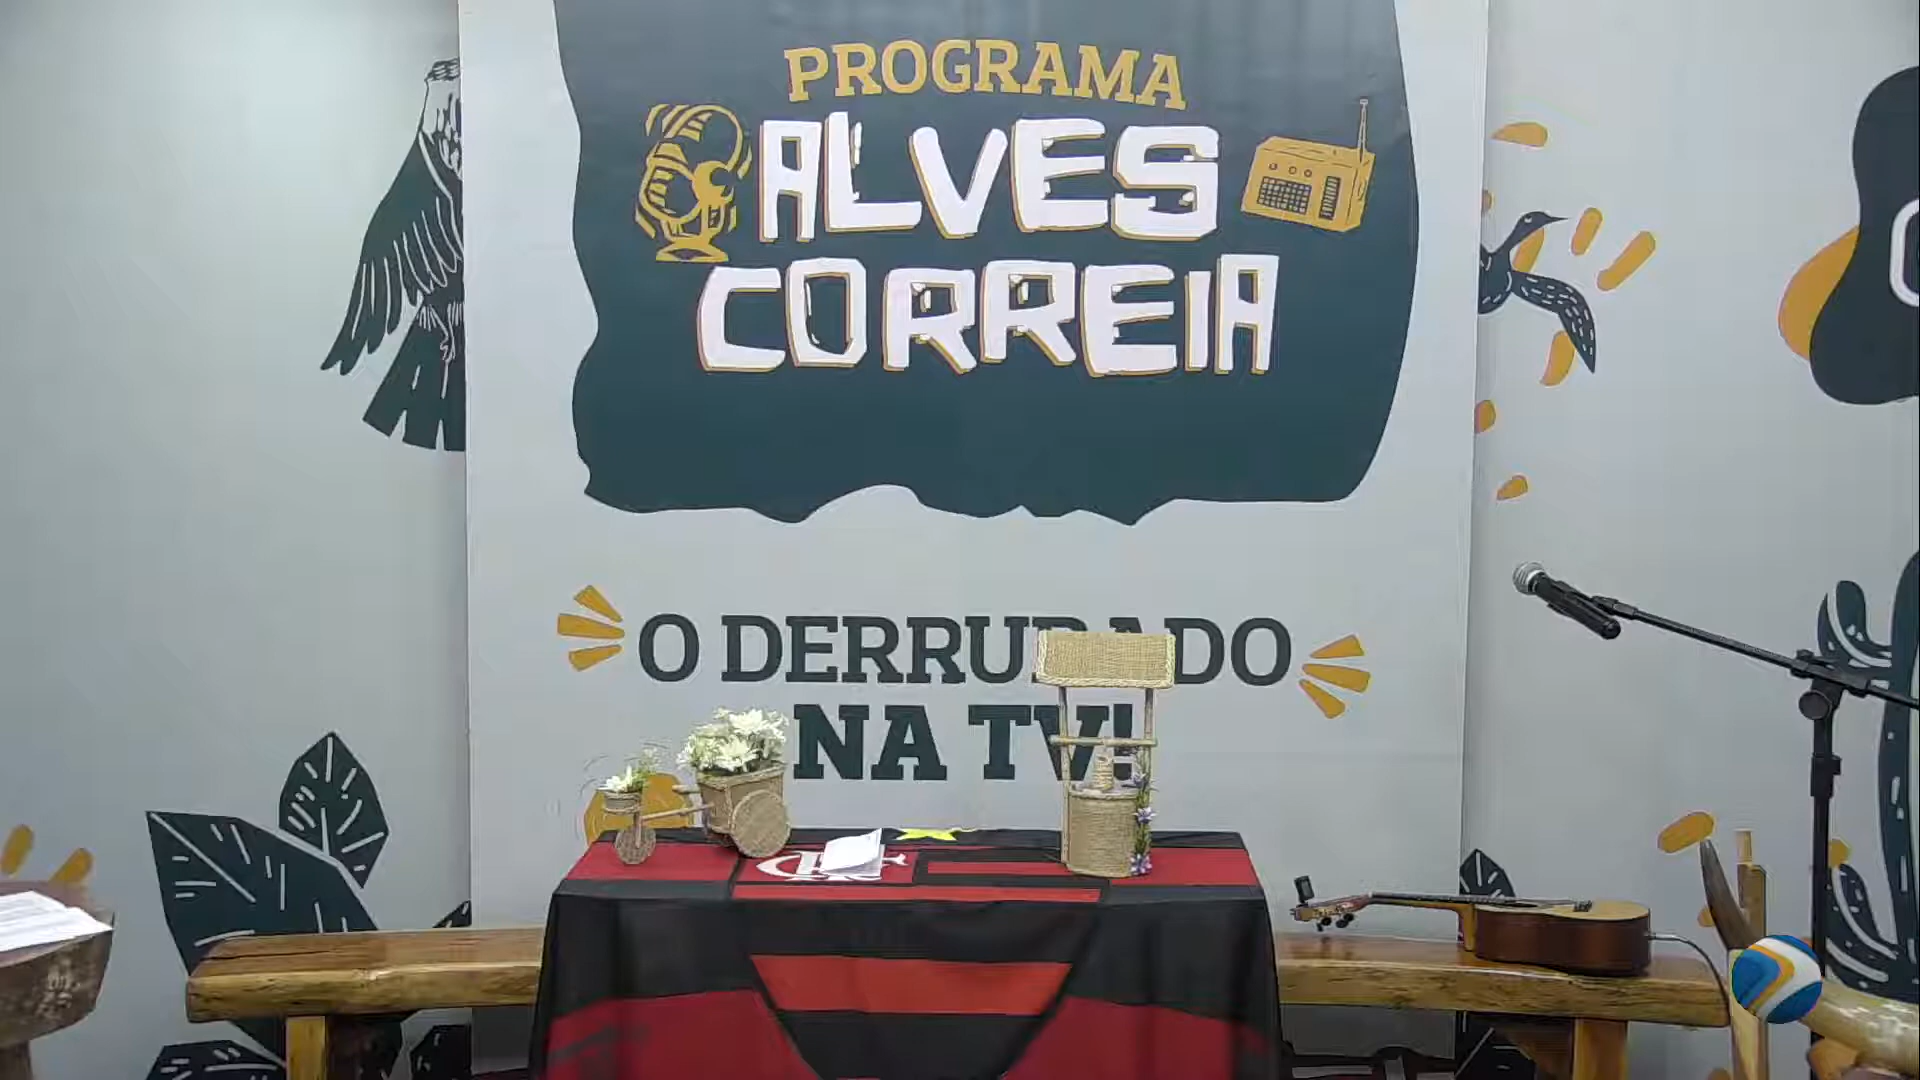 PROGRAMA
ALVES
CORREIA
O DERRUBADO
NA TV!